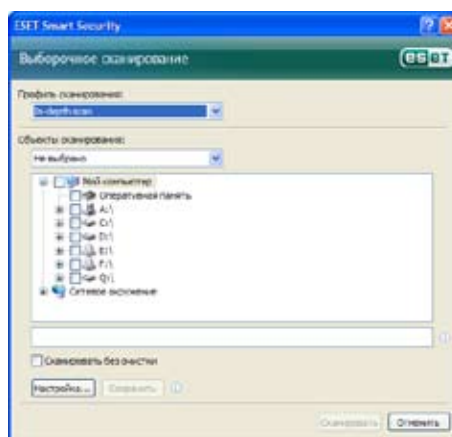 ESET Smart Security
Выборочное сканирование
eset
Профиль сканирования:
In-depth scan
Объекты сканирования:
Не выбрано
Мой компьютер
Оперативная память
A:\
C:\
D:\
E:\
F:\
Q:\
Сетевое окружение
Сканировать без очистки
Настройка...
Сохранить
Сканировать
Отменить